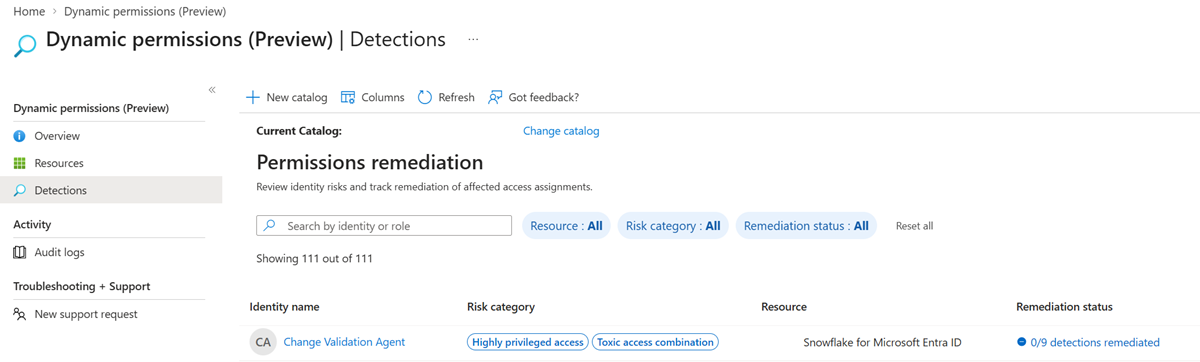 Home > Dynamic permissions (Preview)
Dynamic permissions (Preview) | Detections ...
«
Dynamic permissions (Preview)
Overview
Resources
Detections
Activity
Audit logs
Troubleshooting + Support
New support request
New catalog Columns Refresh Got feedback?
Current Catalog: Change catalog
Permissions remediation
Review identity risks and track remediation of affected access assignments.
Search by identity or role Resource : All Risk category : All Remediation status : All Reset all
Showing 111 out of 111
Identity name Risk category Resource Remediation status
CA Change Validation Agent Highly privileged access Toxic access combination Snowflake for Microsoft Entra ID 0/9 detections remediated